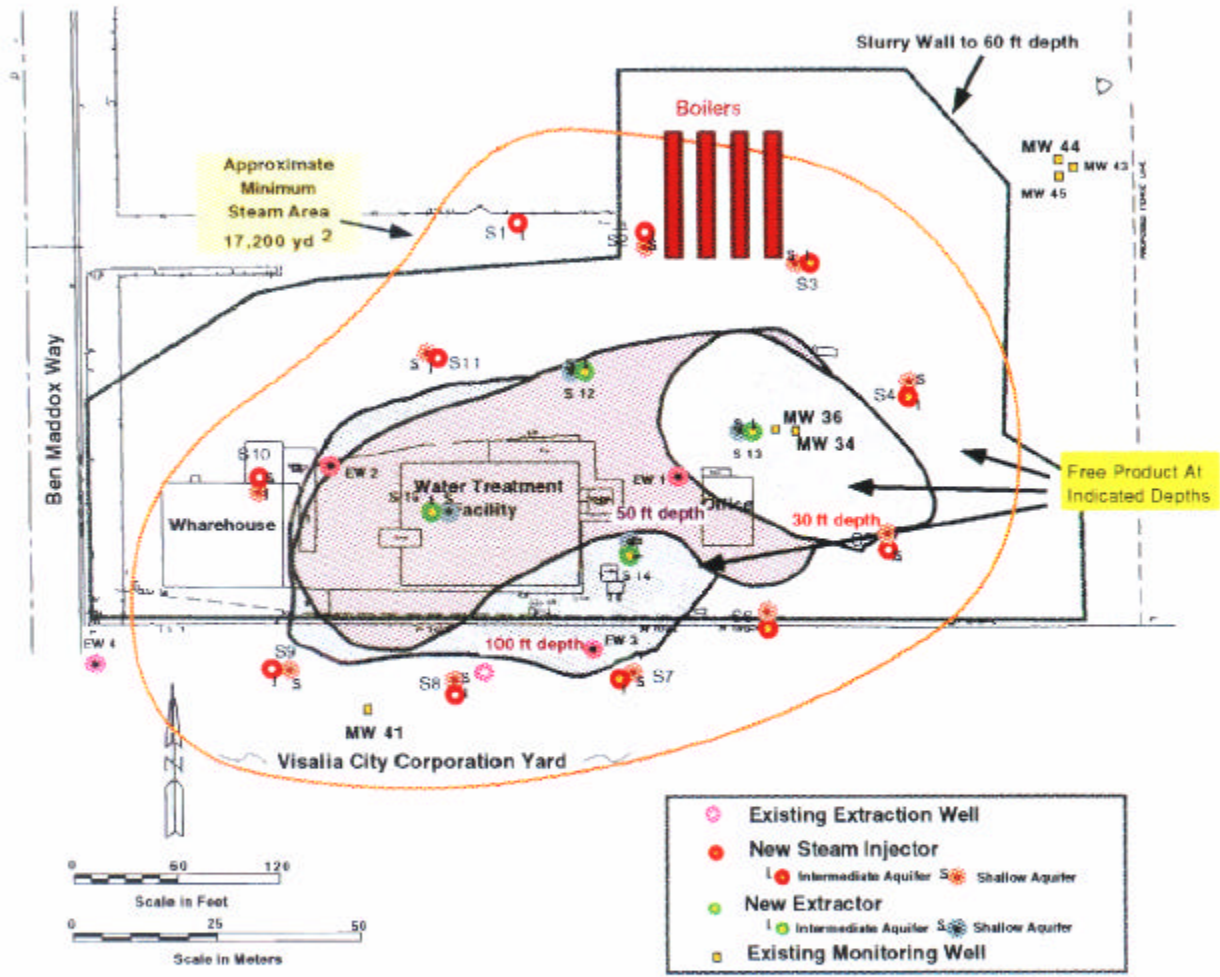 Slurry Wall to 60 ft depth
Boilers
MW 44
MW 43
MW 45
Approximate
Minimum
Steam Area
17,200 yd 2
S1
S3
Ben Maddox Way
S11
S 12
S4
MW 36
MW 34
S 13
S10
EW 2
EW 1
Water Treatment
Facility
Wharehouse
Office
50 ft depth
30 ft depth
Free Product At
Indicated Depths
S 14
100 ft depth
EW 3
EW 4
S9
S8
S7
MW 41
Visalia City Corporation Yard
N
0 60 120
Scale in Feet
0 25 50
Scale in Meters
Existing Extraction Well
New Steam Injector
I Intermediate Aquifer S Shallow Aquifer
New Extractor
I Intermediate Aquifer S Shallow Aquifer
Existing Monitoring Well